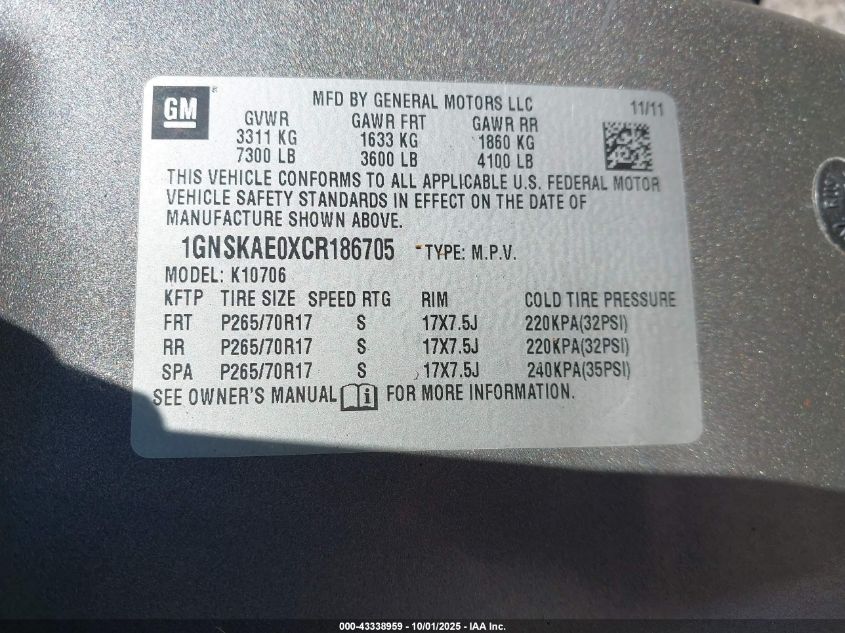 GM
®
MFD BY GENERAL MOTORS LLC
11/11
GVWR GAWR FRT GAWR RR
3311 KG 1633 KG 1860 KG
7300 LB 3600 LB 4100 LB
THIS VEHICLE CONFORMS TO ALL APPLICABLE U.S. FEDERAL MOTOR
VEHICLE SAFETY STANDARDS IN EFFECT ON THE DATE OF
MANUFACTURE SHOWN ABOVE.
1GNSKAE0XCR186705 TYPE: M.P.V.
MODEL: K10706
KFTP TIRE SIZE SPEED RTG RIM COLD TIRE PRESSURE
FRT P265/70R17 S 17X7.5J 220KPA(32PSI)
RR P265/70R17 S 17X7.5J 220KPA(32PSI)
SPA P265/70R17 S 17X7.5J 240KPA(35PSI)
SEE OWNER'S MANUAL i FOR MORE INFORMATION.
000-43338959 - 10/01/2025 - IAA Inc.